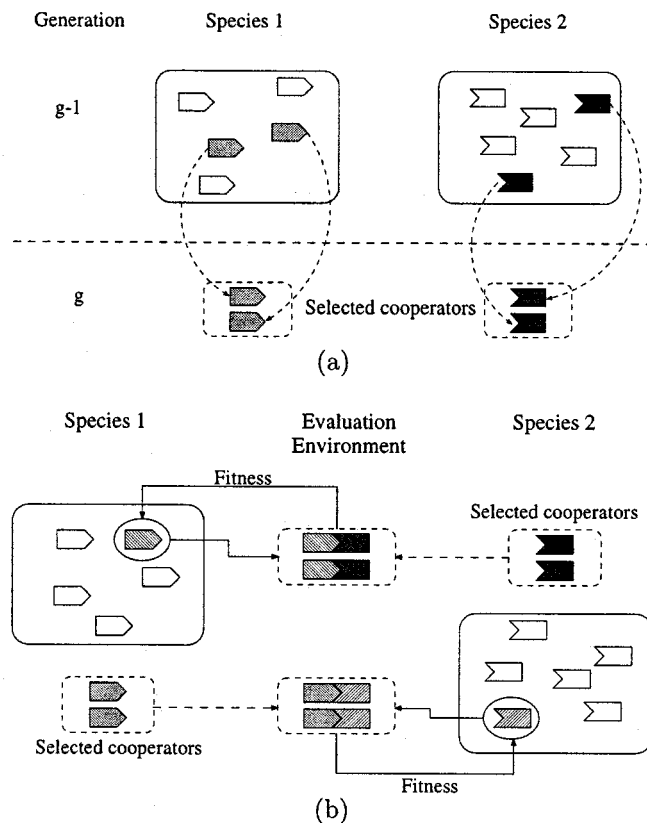 Generation Species 1 Species 2
g-1
g
Selected cooperators
(a)
Species 1 Evaluation Environment Species 2
Fitness
Selected cooperators
Selected cooperators
Fitness
(b)